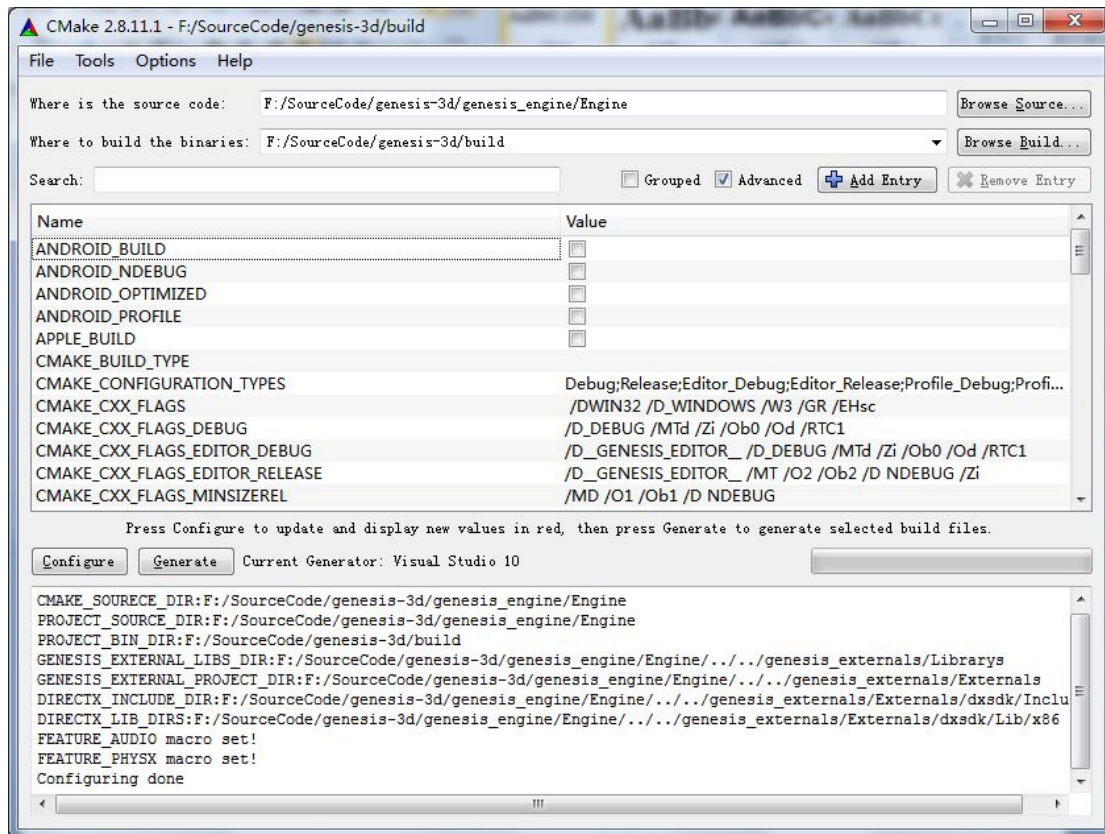 CMake 2.8.11.1 - F:/SourceCode/genesis-3d/build
File Tools Options Help
Where is the source code: F:/SourceCode/genesis-3d/genesis_engine/Engine Browse Source...
Where to build the binaries: F:/SourceCode/genesis-3d/build Browse Build...
Search: Grouped Advanced Add Entry Remove Entry
Name Value
ANDROID_BUILD
ANDROID_NDEBUG
ANDROID_OPTIMIZED
ANDROID_PROFILE
APPLE_BUILD
CMAKE_BUILD_TYPE
CMAKE_CONFIGURATION_TYPES Debug;Release;Editor_Debug;Editor_Release;Profile_Debug;Profi...
CMAKE_CXX_FLAGS /DWIN32 /D_WINDOWS /W3 /GR /EHsc
CMAKE_CXX_FLAGS_DEBUG /D_DEBUG /MTd /Zi /Ob0 /Od /RTC1
CMAKE_CXX_FLAGS_EDITOR_DEBUG /D__GENESIS_EDITOR__ /D_DEBUG /MTd /Zi /Ob0 /Od /RTC1
CMAKE_CXX_FLAGS_EDITOR_RELEASE /D__GENESIS_EDITOR__ /MT /O2 /Ob2 /D NDEBUG /Zi
CMAKE_CXX_FLAGS_MINSIZEREL /MD /O1 /Ob1 /D NDEBUG
Press Configure to update and display new values in red, then press Generate to generate selected build files.
Configure Generate Current Generator: Visual Studio 10
CMAKE_SOURECE_DIR:F:/SourceCode/genesis-3d/genesis_engine/Engine
PROJECT_SOURCE_DIR:F:/SourceCode/genesis-3d/genesis_engine/Engine
PROJECT_BIN_DIR:F:/SourceCode/genesis-3d/build
GENESIS_EXTERNAL_LIBS_DIR:F:/SourceCode/genesis-3d/genesis_engine/Engine/../../genesis_externals/Librarys
GENESIS_EXTERNAL_PROJECT_DIR:F:/SourceCode/genesis-3d/genesis_engine/Engine/../../genesis_externals/Externals
DIRECTX_INCLUDE_DIR:F:/SourceCode/genesis-3d/genesis_engine/Engine/../../genesis_externals/Externals/dxsdk/Inclu
DIRECTX_LIB_DIRS:F:/SourceCode/genesis-3d/genesis_engine/Engine/../../genesis_externals/Externals/dxsdk/Lib/x86
FEATURE_AUDIO macro set!
FEATURE_PHYSX macro set!
Configuring done